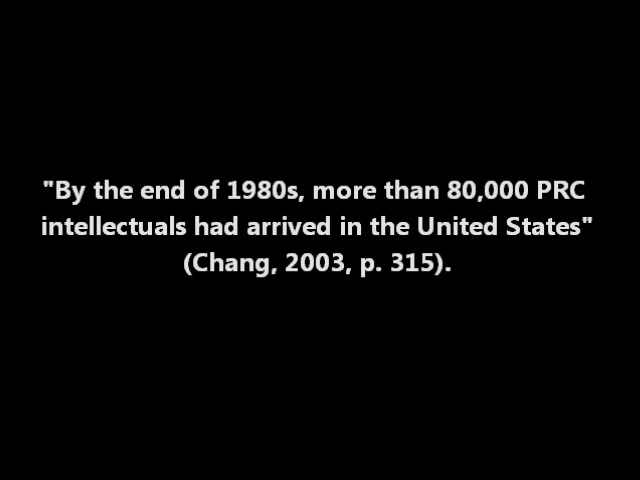 "By the end of 1980s, more than 80,000 PRC
intellectuals had arrived in the United States"
(Chang, 2003, p. 315).